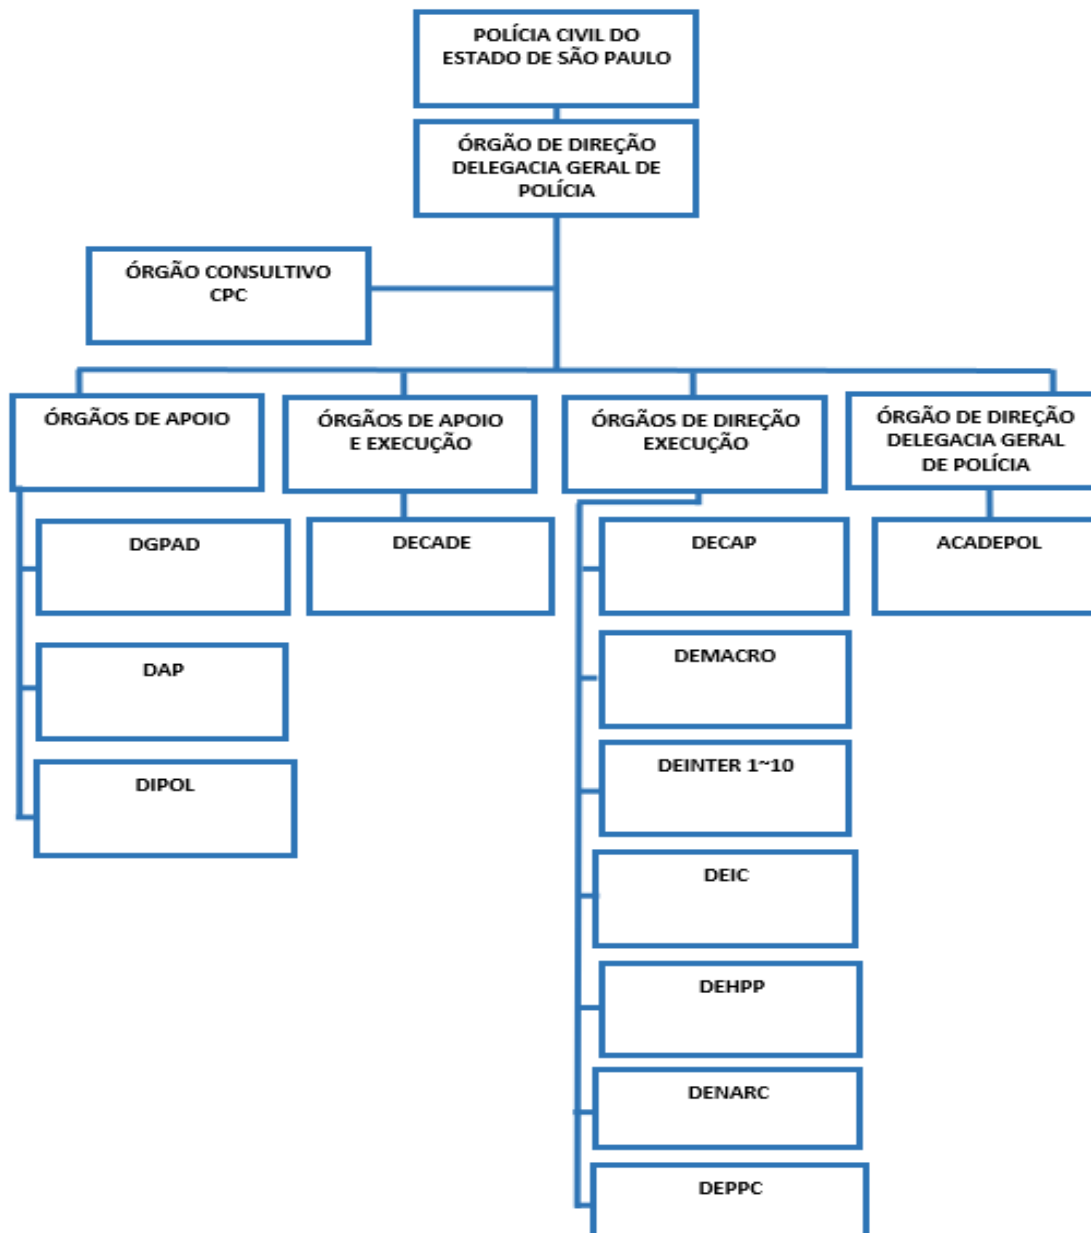 POLÍCIA CIVIL DO
ESTADO DE SÃO PAULO
ÓRGÃO DE DIREÇÃO
DELEGACIA GERAL DE
POLÍCIA
ÓRGÃO CONSULTIVO
CPC
ÓRGÃOS DE APOIO
ÓRGÃOS DE APOIO
E EXECUÇÃO
ÓRGÃOS DE DIREÇÃO
EXECUÇÃO
ÓRGÃO DE DIREÇÃO
DELEGACIA GERAL
DE POLÍCIA
DGPAD
DAP
DIPOL
DECADE
DECAP
DEMACRO
DEINTER 1~10
DEIC
DEHPP
DENARC
DEPPC
ACADEPOL